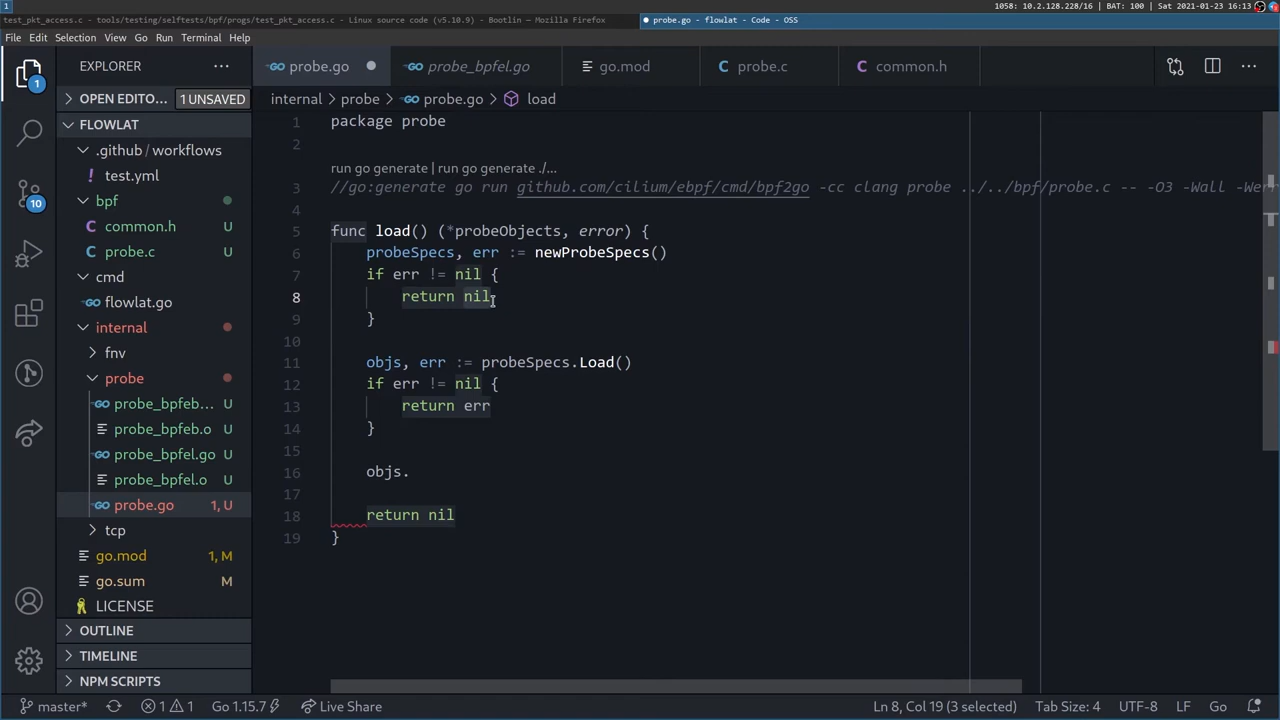 1
1058: 10.2.128.228/16 | BAT: 100 | Sat 2021-01-23 16:13
test_pkt_access.c - tools/testing/selftests/bpf/progs/test_pkt_access.c - Linux source code (v5.10.9) - Bootlin — Mozilla Firefox
probe.go - flowlat - Code - OSS
File Edit Selection View Go Run Terminal Help
EXPLORER
probe.go
probe_bpfel.go
go.mod
probe.c
common.h
1
10
OPEN EDITO... 1 UNSAVED
FLOWLAT
.github / workflows
test.yml
bpf
common.h U
probe.c U
cmd
flowlat.go
internal
fnv
probe
probe_bpfeb... U
probe_bpfeb.o U
probe_bpfel.go U
probe_bpfel.o U
probe.go 1, U
tcp
go.mod 1, M
go.sum M
LICENSE
OUTLINE
TIMELINE
NPM SCRIPTS
internal > probe > probe.go > load
1 package probe
2
run go generate | run go generate ./...
3 //go:generate go run github.com/cilium/ebpf/cmd/bpf2go -cc clang probe ../../bpf/probe.c -- -O3 -Wall -Wer
4
5 func load() (*probeObjects, error) {
6 probeSpecs, err := newProbeSpecs()
7 if err != nil {
8 return nil
9 }
10
11 objs, err := probeSpecs.Load()
12 if err != nil {
13 return err
14 }
15
16 objs.
17
18 return nil
19 }
master* 1 1 Go 1.15.7 Live Share
Ln 8, Col 19 (3 selected) Tab Size: 4 UTF-8 LF Go